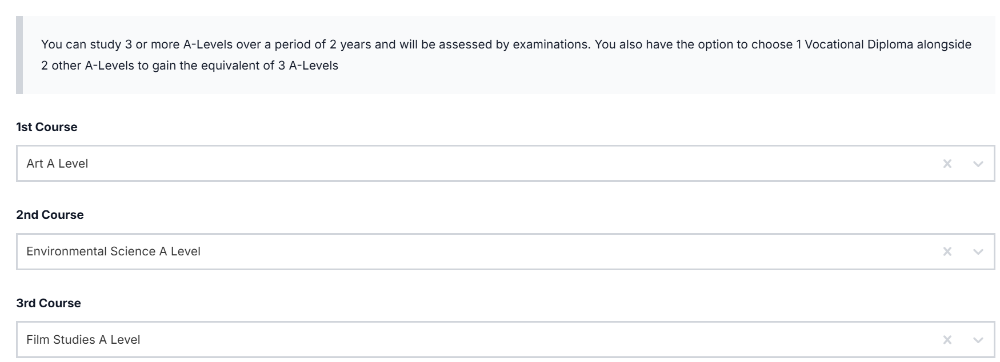 You can study 3 or more A-Levels over a period of 2 years and will be assessed by examinations. You also have the option to choose 1 Vocational Diploma alongside
2 other A-Levels to gain the equivalent of 3 A-Levels
1st Course
Art A Level
2nd Course
Environmental Science A Level
3rd Course
Film Studies A Level